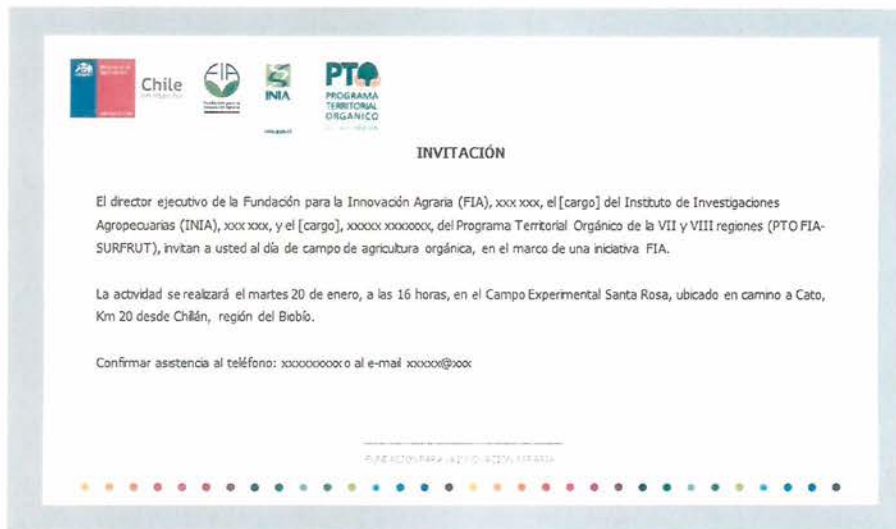 Chile
FIA
INIA
PTO
PROGRAMA
TERRITORIAL
ORGANICO
INVITACIÓN
El director ejecutivo de la Fundación para la Innovación Agraria (FIA), xxx xxx, el [cargo] del Instituto de Investigaciones
Agropecuarias (INIA), xxx xxx, y el [cargo], xxxxx xxxxxxx, del Programa Territorial Orgánico de la VII y VIII regiones (PTO FIA-
SURFRUT), invitan a usted al día de campo de agricultura orgánica, en el marco de una iniciativa FIA.
La actividad se realizará el martes 20 de enero, a las 16 horas, en el Campo Experimental Santa Rosa, ubicado en camino a Cato,
Km 20 desde Chillán, región del Biobío.
Confirmar asistencia al teléfono: xxxxxxxxxx o al e-mail xxxxx@xxx
FUNDACIÓN PARA LA INNOVACIÓN AGRARIA